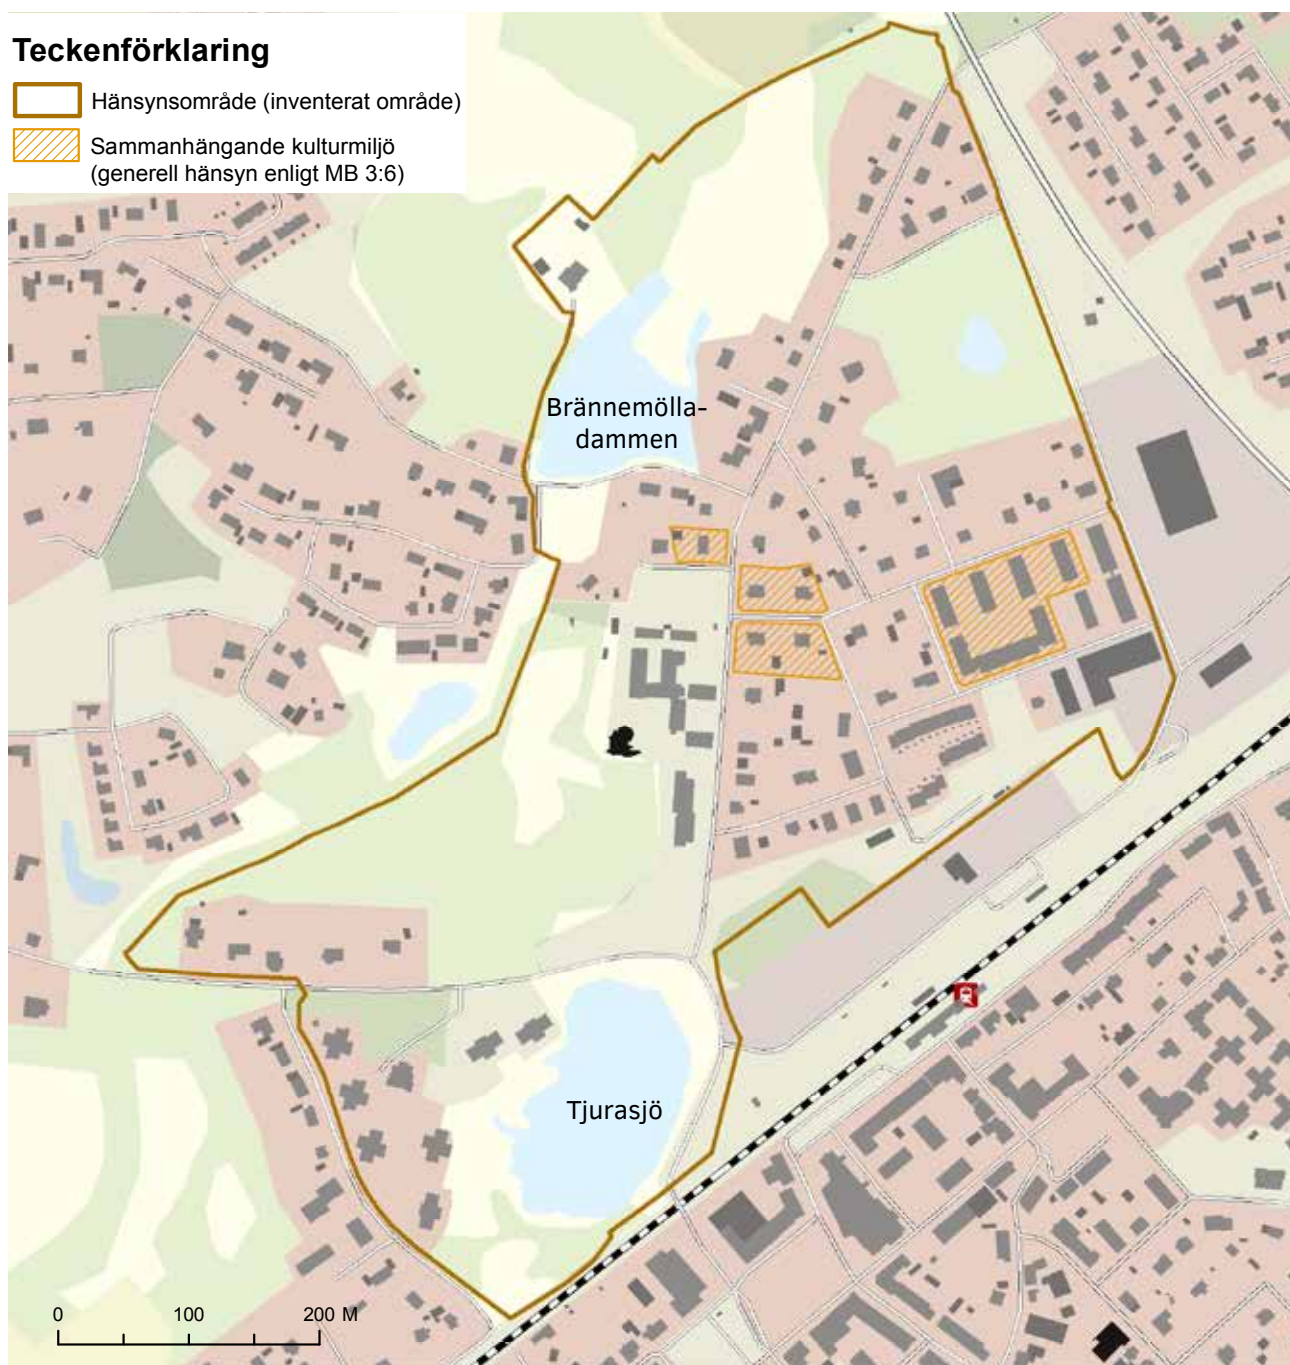 Teckenförklaring
Hänsynsområde (inventerat område)
Sammanhängande kulturmiljö
(generell hänsyn enligt MB 3:6)
Brännemölla-
dammen
Tjurasjö
0 100 200 M